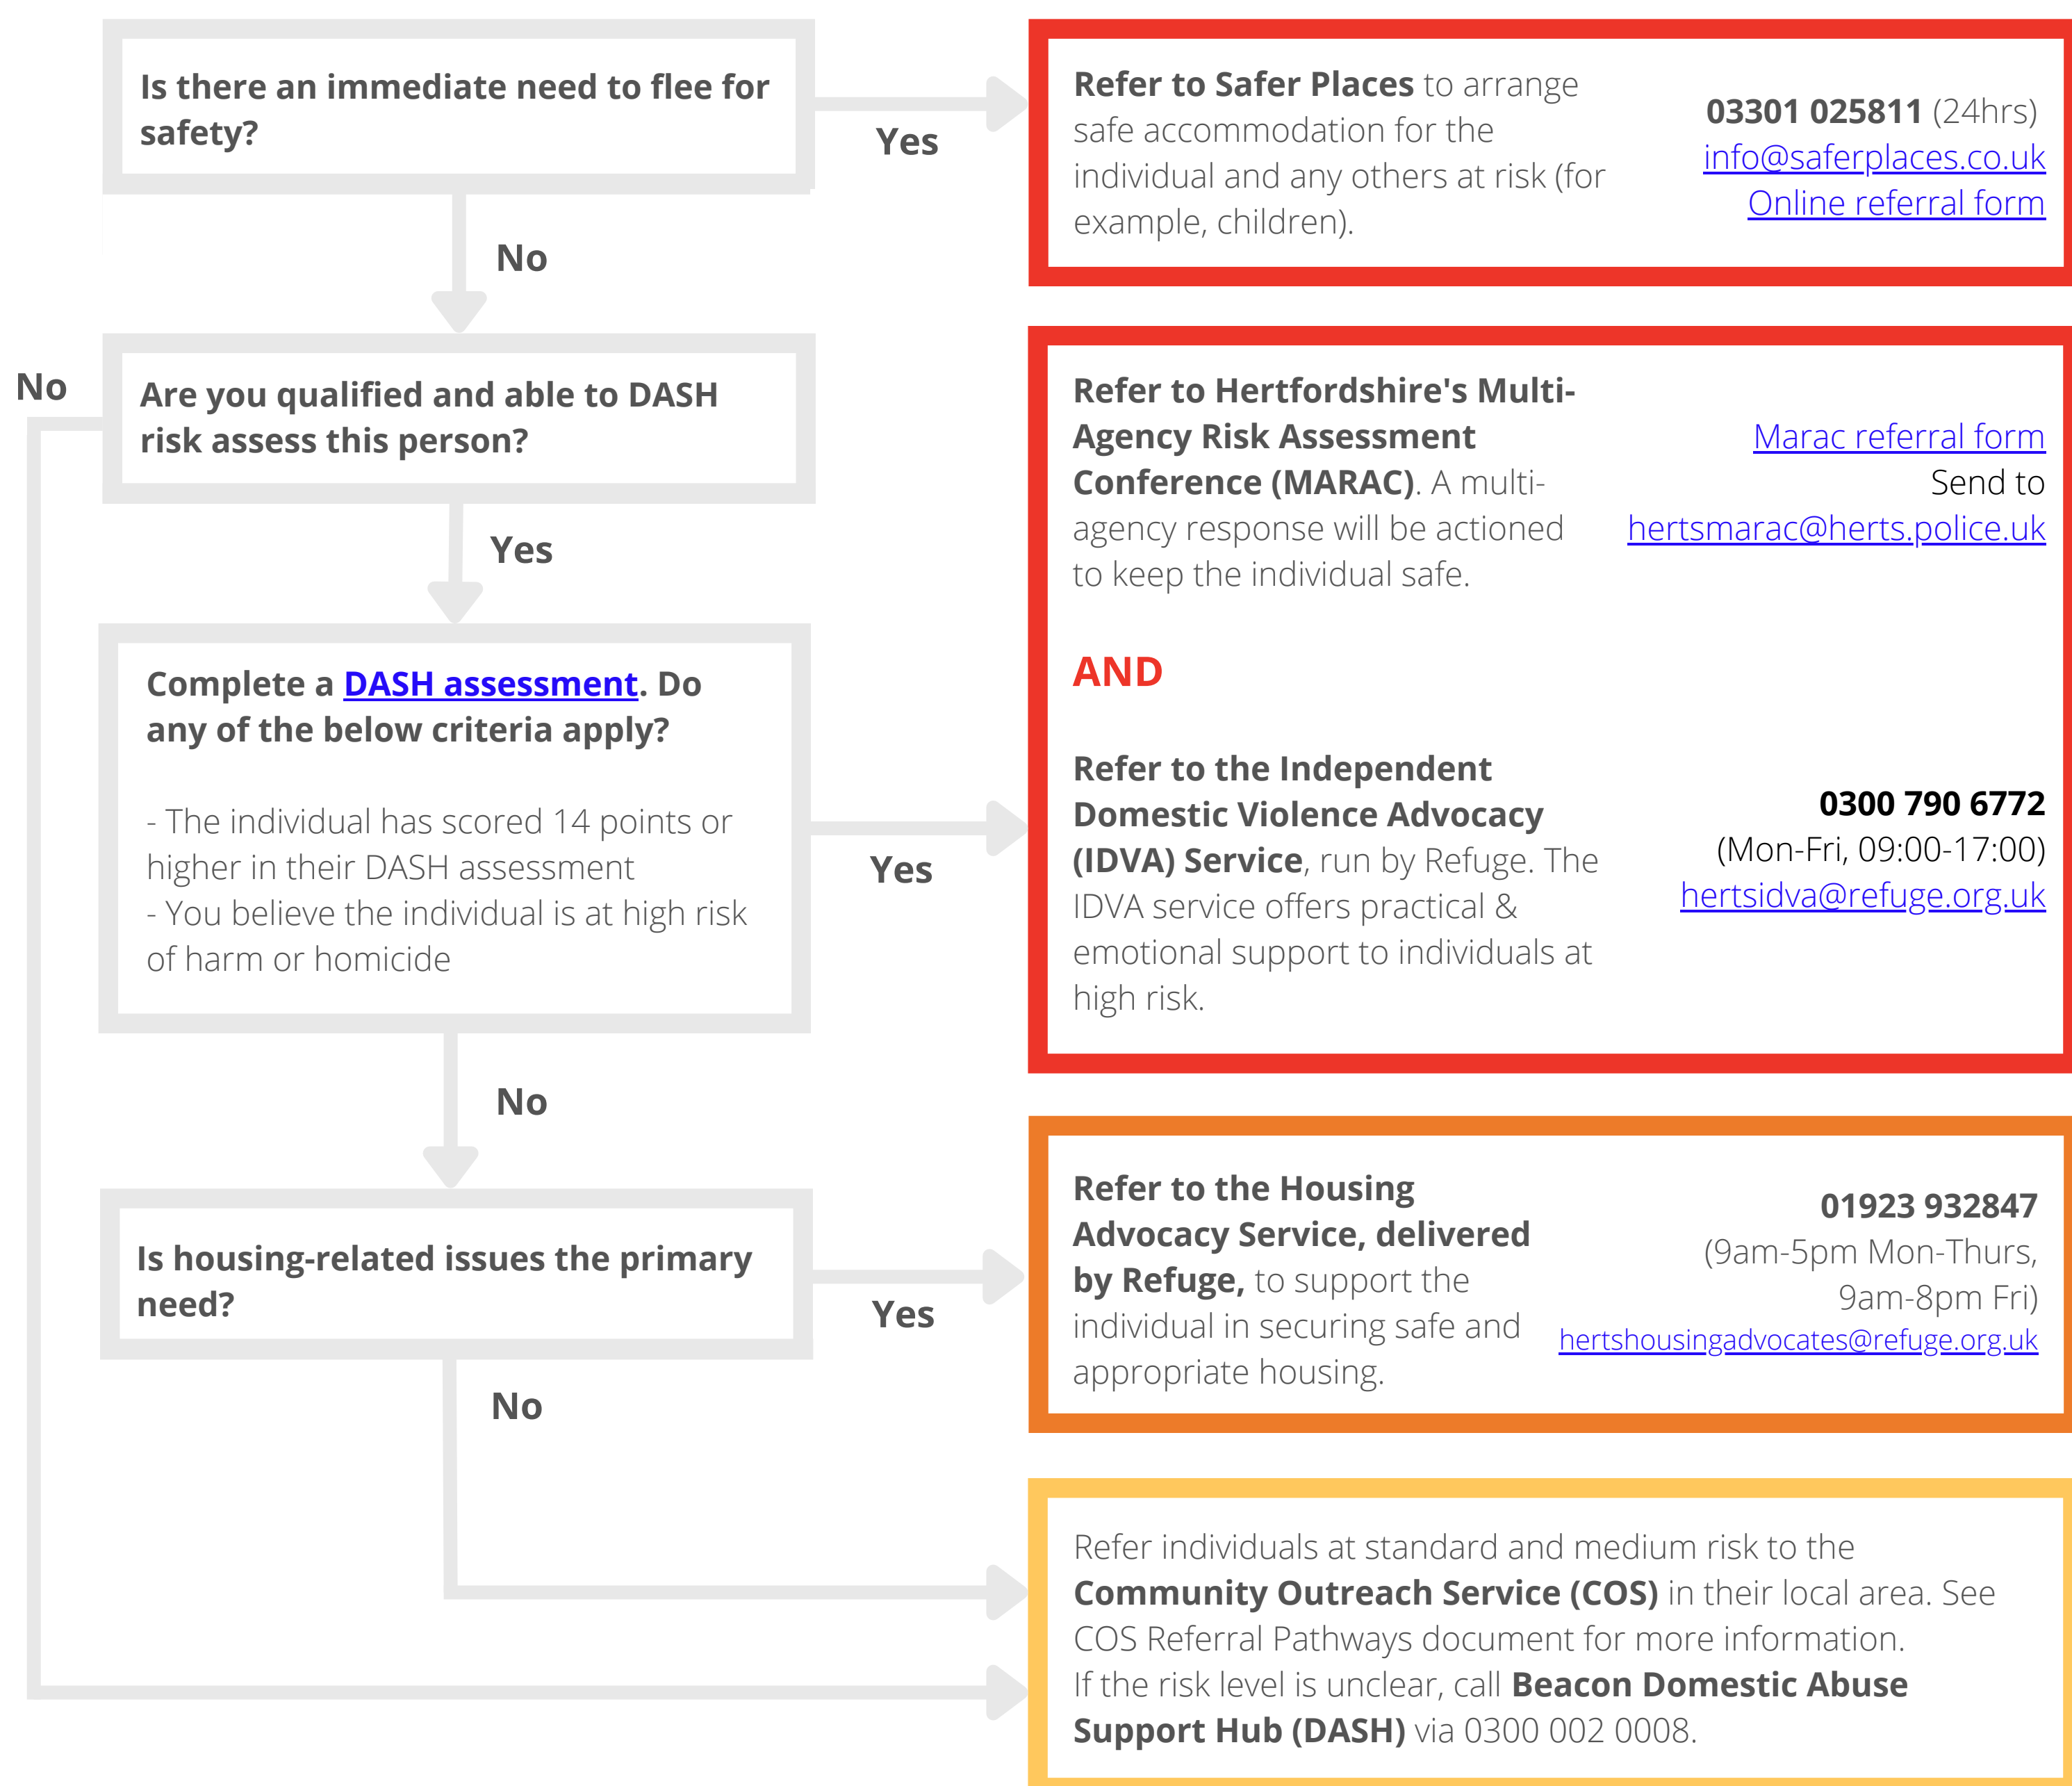 Is there an immediate need to flee for
safety?
Yes
Refer to Safer Places to arrange
safe accommodation for the
individual and any others at risk (for
example, children).
03301 025811 (24hrs)
info@saferplaces.co.uk
Online referral form
No
No
Are you qualified and able to DASH
risk assess this person?
Yes
Complete a DASH assessment. Do
any of the below criteria apply?
- The individual has scored 14 points or
higher in their DASH assessment
- You believe the individual is at high risk
of harm or homicide
Yes
Refer to Hertfordshire's Multi-
Agency Risk Assessment
Conference (MARAC). A multi-
agency response will be actioned
to keep the individual safe.
Marac referral form
Send to
hertsmarac@herts.police.uk
AND
Refer to the Independent
Domestic Violence Advocacy
(IDVA) Service, run by Refuge. The
IDVA service offers practical &
emotional support to individuals at
high risk.
0300 790 6772
(Mon-Fri, 09:00-17:00)
hertsidva@refuge.org.uk
No
Is housing-related issues the primary
need?
Yes
Refer to the Housing
Advocacy Service, delivered
by Refuge, to support the
individual in securing safe and
appropriate housing.
01923 932847
(9am-5pm Mon-Thurs,
9am-8pm Fri)
hertshousingadvocates@refuge.org.uk
No
Refer individuals at standard and medium risk to the
Community Outreach Service (COS) in their local area. See
COS Referral Pathways document for more information.
If the risk level is unclear, call Beacon Domestic Abuse
Support Hub (DASH) via 0300 002 0008.